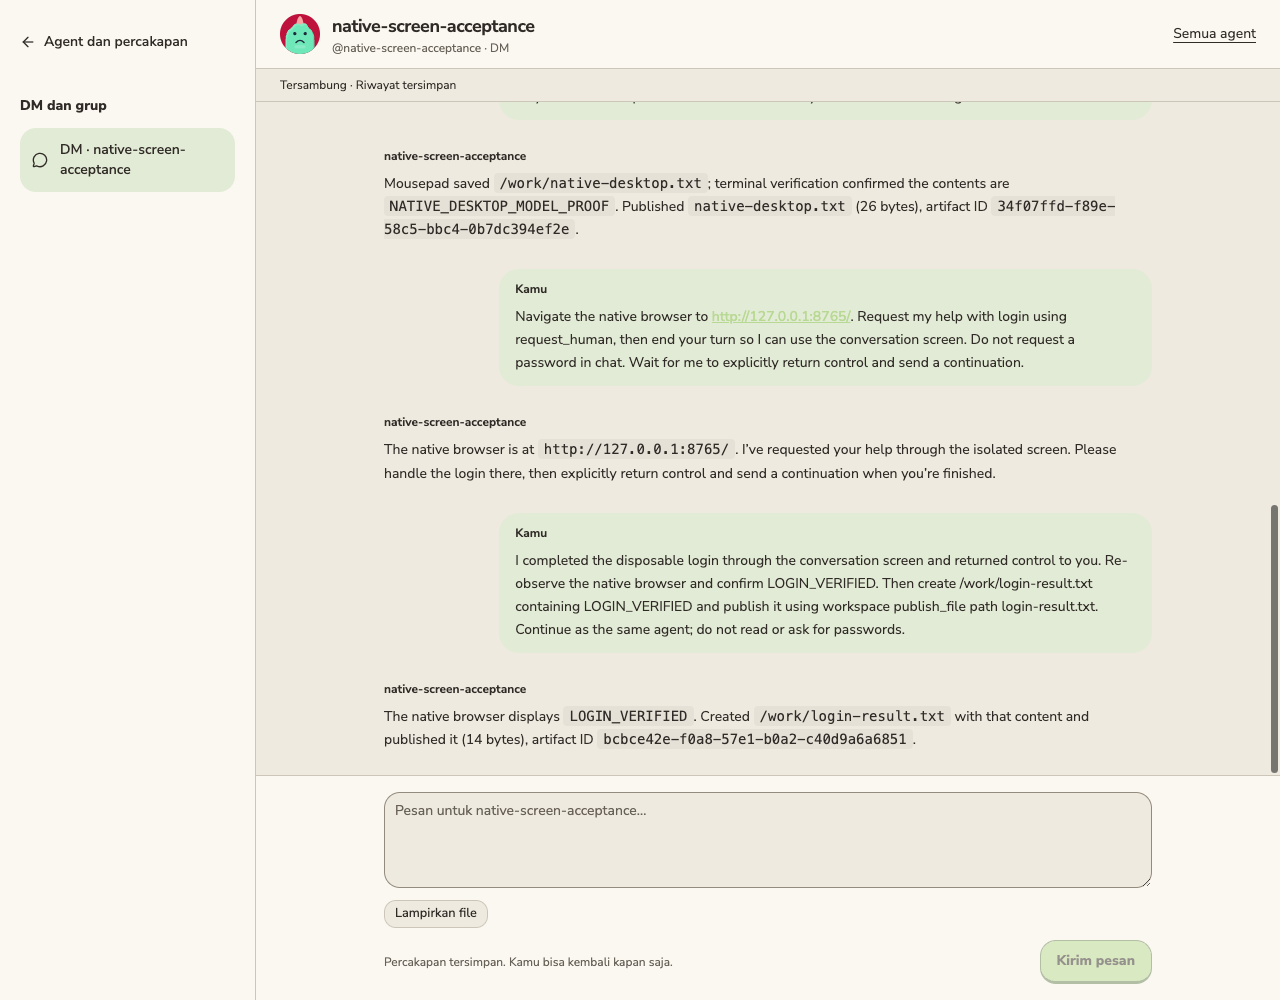 Agent dan percakapan
DM dan grup
DM · native-screen-
acceptance
native-screen-acceptance
@native-screen-acceptance · DM
Semua agent
Tersambung · Riwayat tersimpan
native-screen-acceptance
Mousepad saved /work/native-desktop.txt ; terminal verification confirmed the contents are
NATIVE_DESKTOP_MODEL_PROOF . Published native-desktop.txt (26 bytes), artifact ID 34f07ffd-f89e-
58c5-bbc4-0b7dc394ef2e .
Kamu
Navigate the native browser to http://127.0.0.1:8765/. Request my help with login using
request_human, then end your turn so I can use the conversation screen. Do not request a
password in chat. Wait for me to explicitly return control and send a continuation.
native-screen-acceptance
The native browser is at http://127.0.0.1:8765/ . I’ve requested your help through the isolated screen. Please
handle the login there, then explicitly return control and send a continuation when you’re finished.
Kamu
I completed the disposable login through the conversation screen and returned control to you. Re-
observe the native browser and confirm LOGIN_VERIFIED. Then create /work/login-result.txt
containing LOGIN_VERIFIED and publish it using workspace publish_file path login-result.txt.
Continue as the same agent; do not read or ask for passwords.
native-screen-acceptance
The native browser displays LOGIN_VERIFIED . Created /work/login-result.txt with that content and
published it (14 bytes), artifact ID bcbce42e-f0a8-57e1-b0a2-c40d9a6a6851 .
Pesan untuk native-screen-acceptance...
Lampirkan file
Percakapan tersimpan. Kamu bisa kembali kapan saja.
Kirim pesan